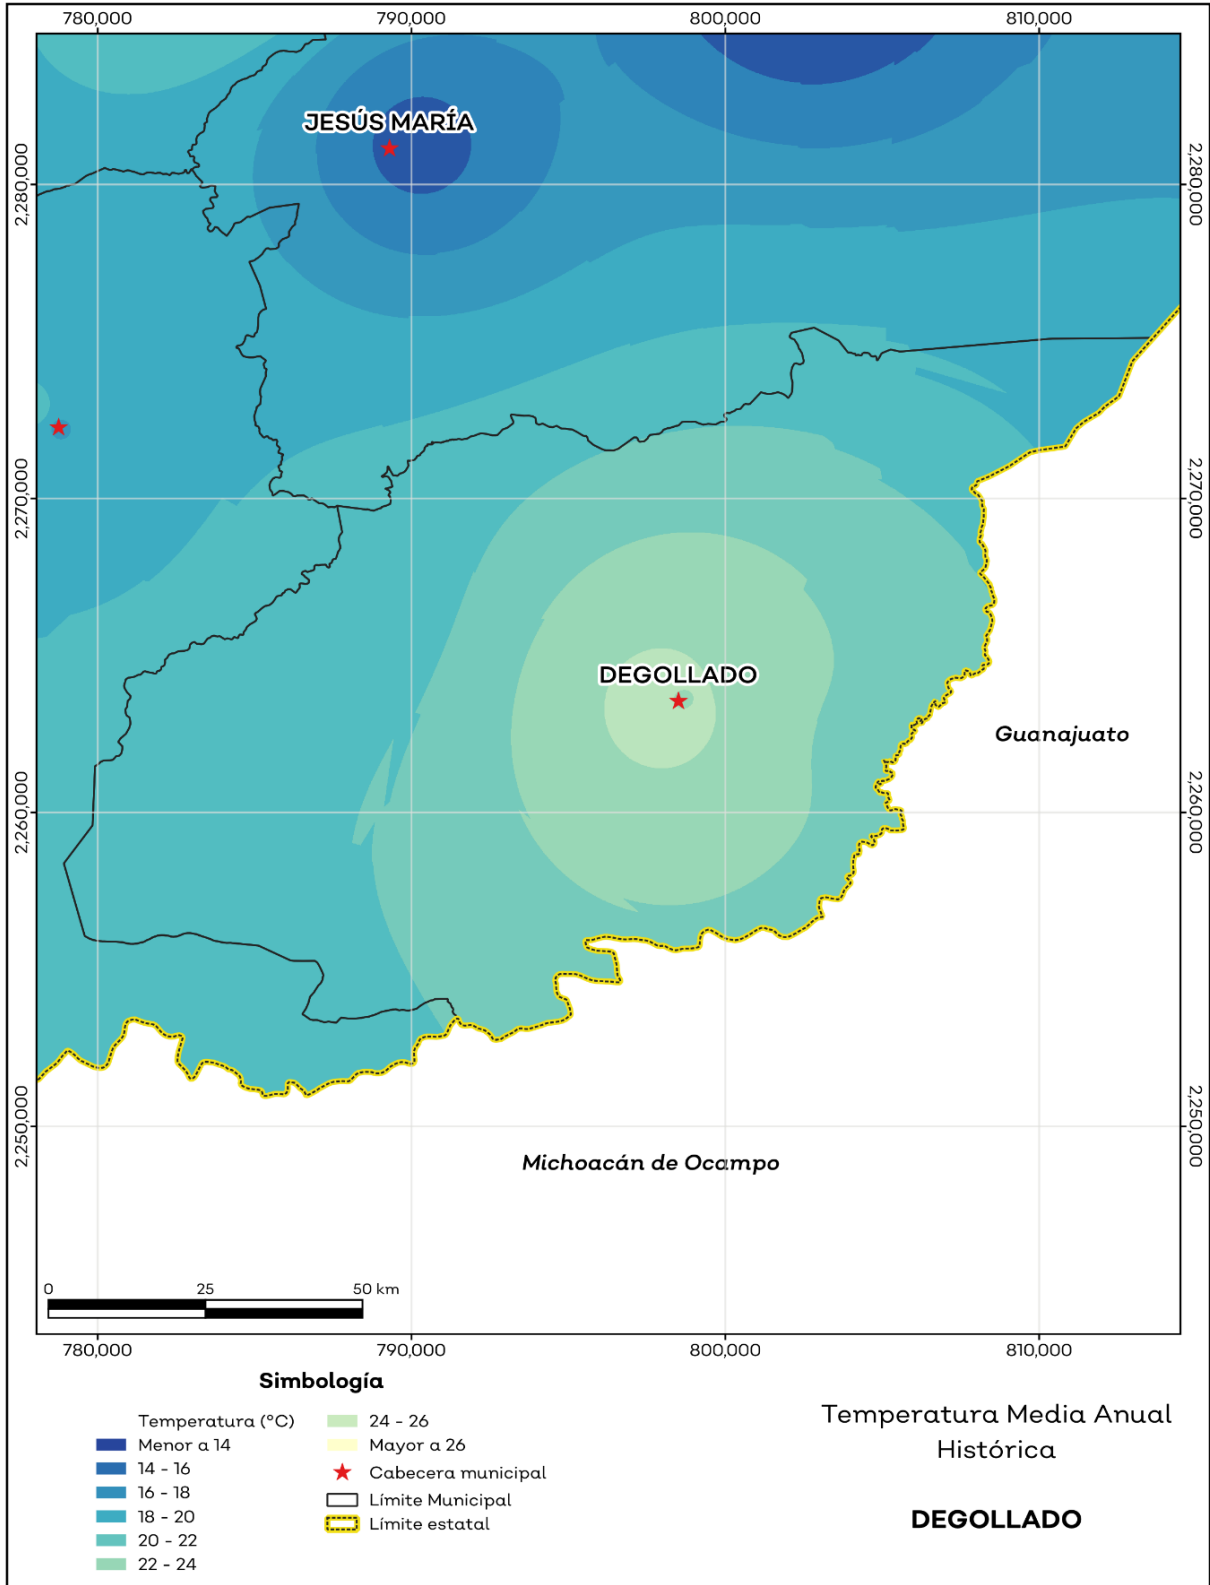 780,000 790,000 800,000 810,000
JESÚS MARÍA
2,280,000 2,280,000
2,270,000 2,270,000
DEGOLLADO
Guanajuato
2,260,000 2,260,000
2,250,000 2,250,000
Michoacán de Ocampo
0 25 50 km
780,000 790,000 800,000 810,000
Simbología
Temperatura (°C)
Menor a 14
14 - 16
16 - 18
18 - 20
20 - 22
22 - 24
24 - 26
Mayor a 26
Cabecera municipal
Límite Municipal
Límite estatal
Temperatura Media Anual
Histórica
DEGOLLADO